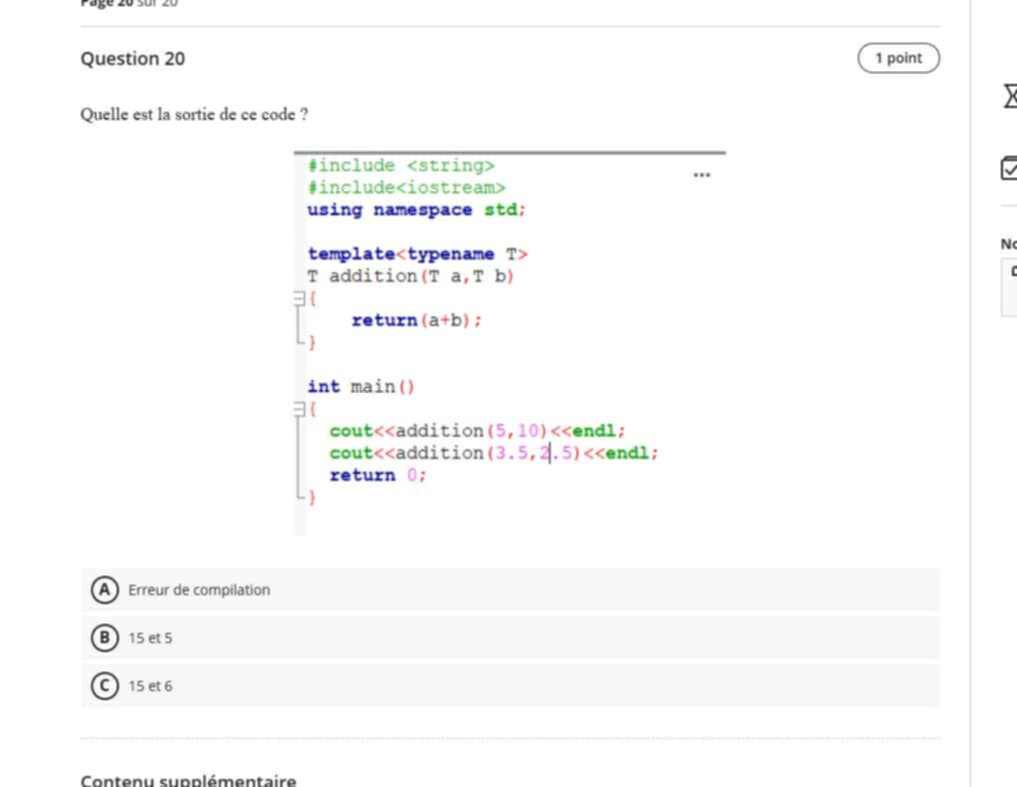 Page 20 sur 20
Question 20
1 point
Quelle est la sortie de ce code ?
#include <string>
#include<iostream>
using namespace std;
template<typename T>
T addition(T a,T b)
{
return(a+b);
}
int main()
{
cout<<addition(5,10)<<endl;
cout<<addition(3.5,2.5)<<endl;
return 0;
}
A Erreur de compilation
B 15 et 5
C 15 et 6
Contenu supplémentaire